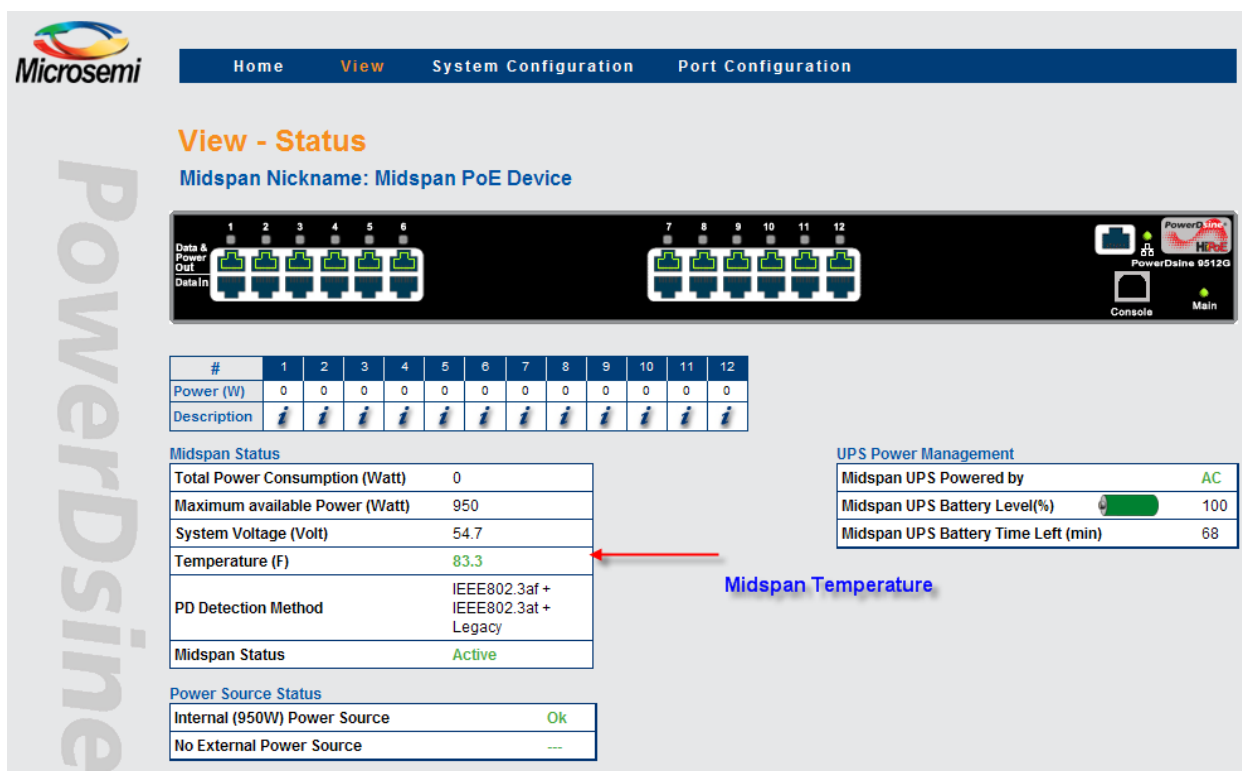 Microsemi
Home View System Configuration Port Configuration
PowerDsine
View - Status
Midspan Nickname: Midspan PoE Device
1 2 3 4 5 6 7 8 9 10 11 12
Data &
Power
Out
Data In
PowerDsine
HiPoE
PowerDsine 9512G
Console
Main
# 1 2 3 4 5 6 7 8 9 10 11 12
Power (W) 0 0 0 0 0 0 0 0 0 0 0 0
Description i i i i i i i i i i i i
Midspan Status
Total Power Consumption (Watt) 0
Maximum available Power (Watt) 950
System Voltage (Volt) 54.7
Temperature (F) 83.3
PD Detection Method IEEE802.3af +
IEEE802.3at +
Legacy
Midspan Status Active
UPS Power Management
Midspan UPS Powered by AC
Midspan UPS Battery Level(%) 100
Midspan UPS Battery Time Left (min) 68
Midspan Temperature
Power Source Status
Internal (950W) Power Source Ok
No External Power Source ---